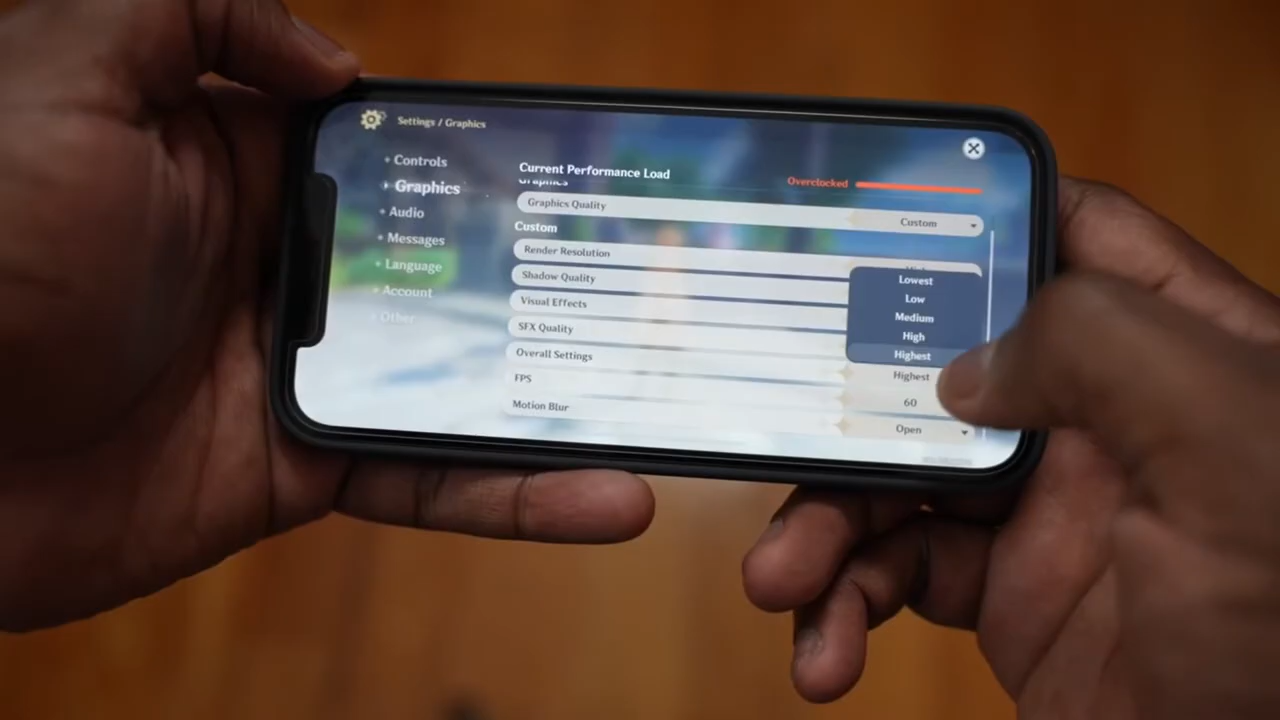 Settings / Graphics
Controls
Graphics
Audio
Messages
Language
Account
Other
Current Performance Load
Overclocked
Graphics
Graphics Quality
Custom
Custom
Render Resolution
Shadow Quality
Visual Effects
SFX Quality
Overall Settings
FPS
Motion Blur
Lowest
Low
Medium
High
Highest
Highest
60
Open